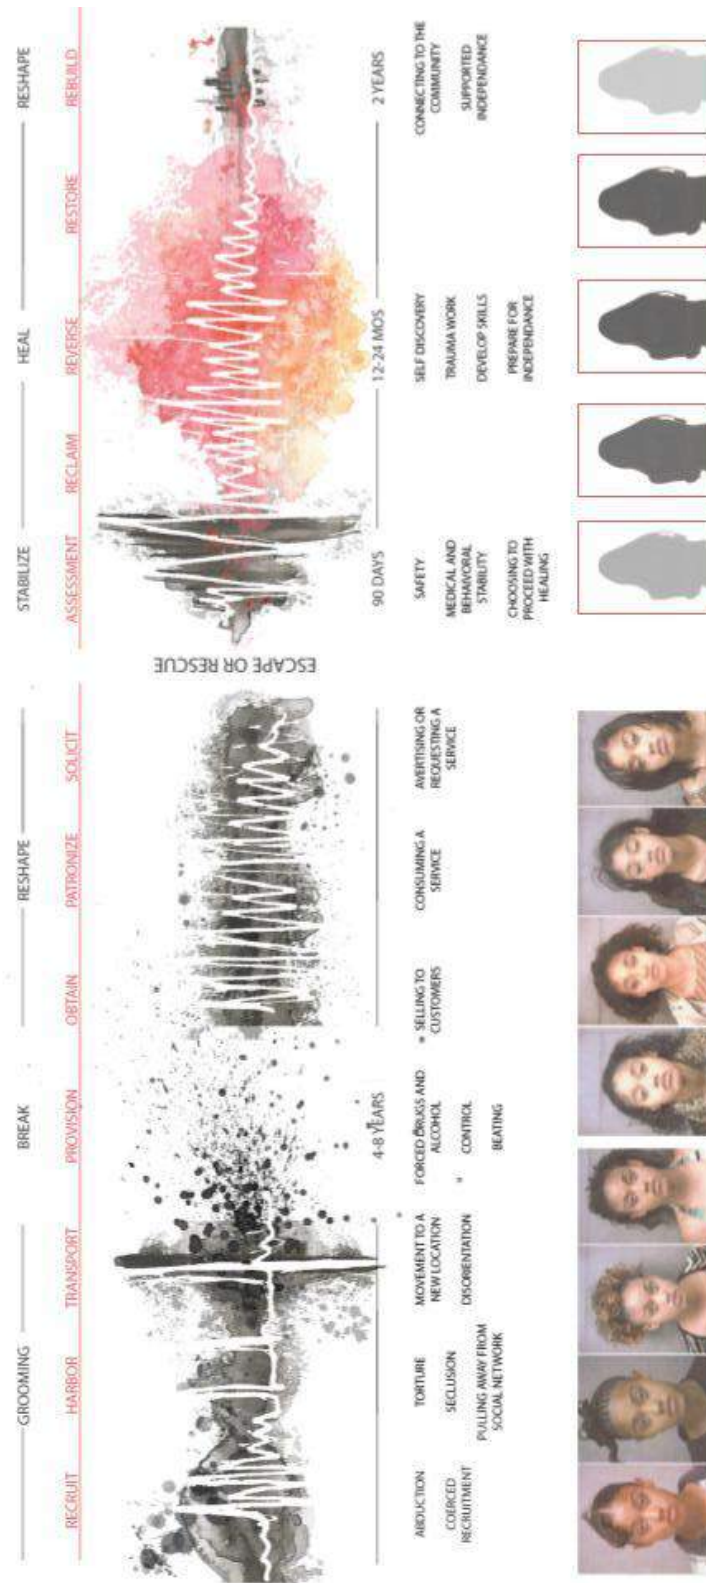 GROOMING
BREAK
RESHAPE
STABILIZE
HEAL
RESHAPE
RECRUIT
HARBOR
TRANSPORT
PROVISION
OBTAIN
PATRONIZE
SOLICIT
ASSESSMENT
RECLAIM
REVERSE
RESTORE
REBUILD
ESCAPE OR RESCUE
4-8 YEARS
90 DAYS
12-24 MOS
2 YEARS
ABDUCTION
COERCED
RECRUITMENT
TORTURE
SECLUSION
PULLING AWAY FROM
SOCIAL NETWORK
MOVEMENT TO A
NEW LOCATION
DISORIENTATION
FORCED DRUGS AND
ALCOHOL
CONTROL
BEATING
SELLING TO
CUSTOMERS
CONSUMING A
SERVICE
AVERTISING OR
REQUESTING A
SERVICE
SAFETY
MEDICAL AND
BEHAIVORAL
STABILITY
CHOOSING TO
PROCEED WITH
HEALING
SELF DISCOVERY
TRAUMA WORK
DEVELOP SKILLS
PREPARE FOR
INDEPENDANCE
CONNECTING TO THE
COMMUNITY
SUPPORTED
INDEPENDANCE